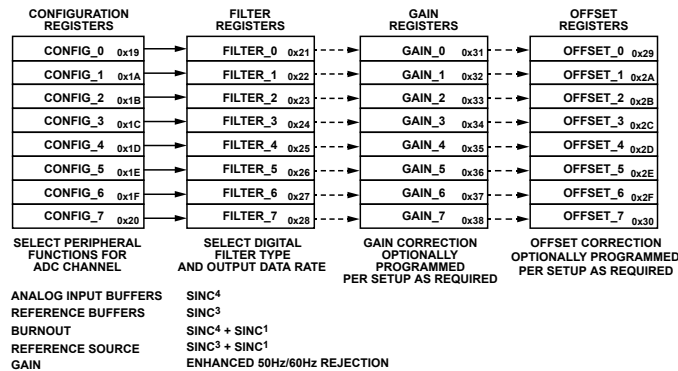 CONFIGURATION
REGISTERS
FILTER
REGISTERS
GAIN
REGISTERS
OFFSET
REGISTERS
CONFIG_0 0x19
FILTER_0 0x21
GAIN_0 0x31
OFFSET_0 0x29
CONFIG_1 0x1A
FILTER_1 0x22
GAIN_1 0x32
OFFSET_1 0x2A
CONFIG_2 0x1B
FILTER_2 0x23
GAIN_2 0x33
OFFSET_2 0x2B
CONFIG_3 0x1C
FILTER_3 0x24
GAIN_3 0x34
OFFSET_3 0x2C
CONFIG_4 0x1D
FILTER_4 0x25
GAIN_4 0x35
OFFSET_4 0x2D
CONFIG_5 0x1E
FILTER_5 0x26
GAIN_5 0x36
OFFSET_5 0x2E
CONFIG_6 0x1F
FILTER_6 0x27
GAIN_6 0x37
OFFSET_6 0x2F
CONFIG_7 0x20
FILTER_7 0x28
GAIN_7 0x38
OFFSET_7 0x30
SELECT PERIPHERAL
FUNCTIONS FOR
ADC CHANNEL
SELECT DIGITAL
FILTER TYPE
AND OUTPUT DATA RATE
GAIN CORRECTION
OPTIONALLY
PROGRAMMED
PER SETUP AS REQUIRED
OFFSET CORRECTION
OPTIONALLY PROGRAMMED
PER SETUP AS REQUIRED
ANALOG INPUT BUFFERS
REFERENCE BUFFERS
BURNOUT
REFERENCE SOURCE
GAIN
SINC⁴
SINC³
SINC⁴ + SINC¹
SINC³ + SINC¹
ENHANCED 50Hz/60Hz REJECTION